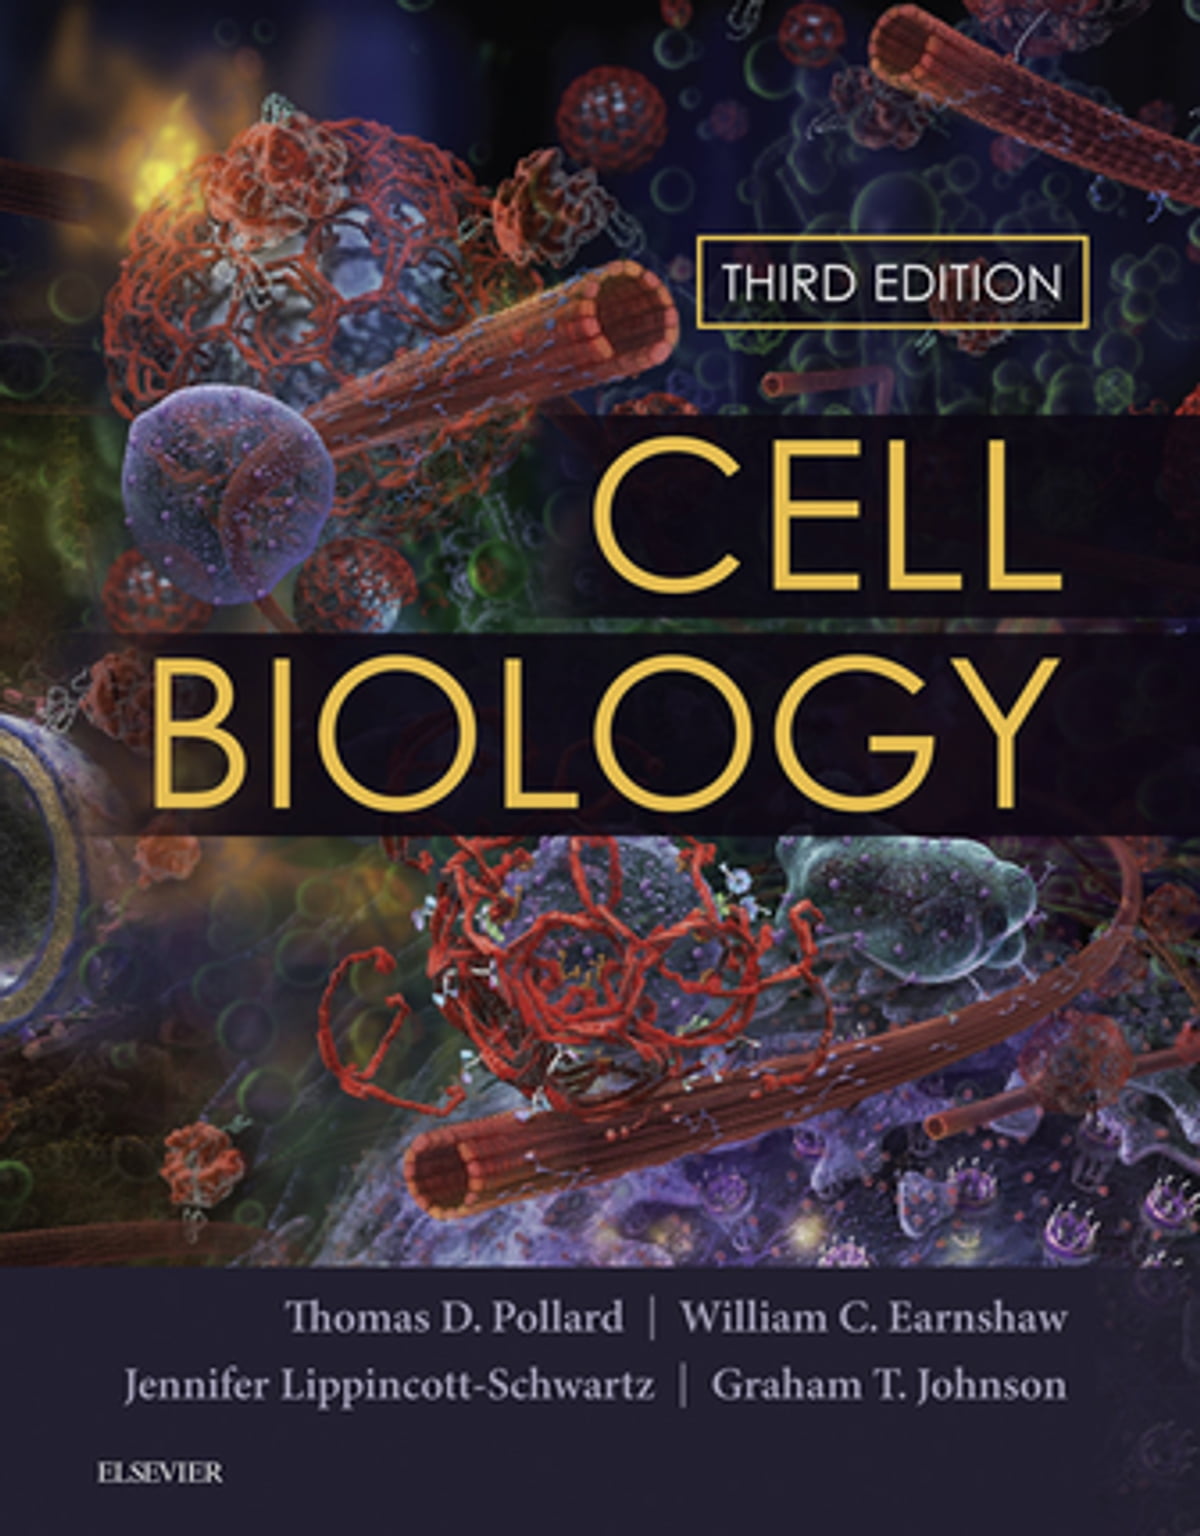 THIRD EDITION
CELL
BIOLOGY
Thomas D. Pollard | William C. Earnshaw
Jennifer Lippincott-Schwartz | Graham T. Johnson
ELSEVIER